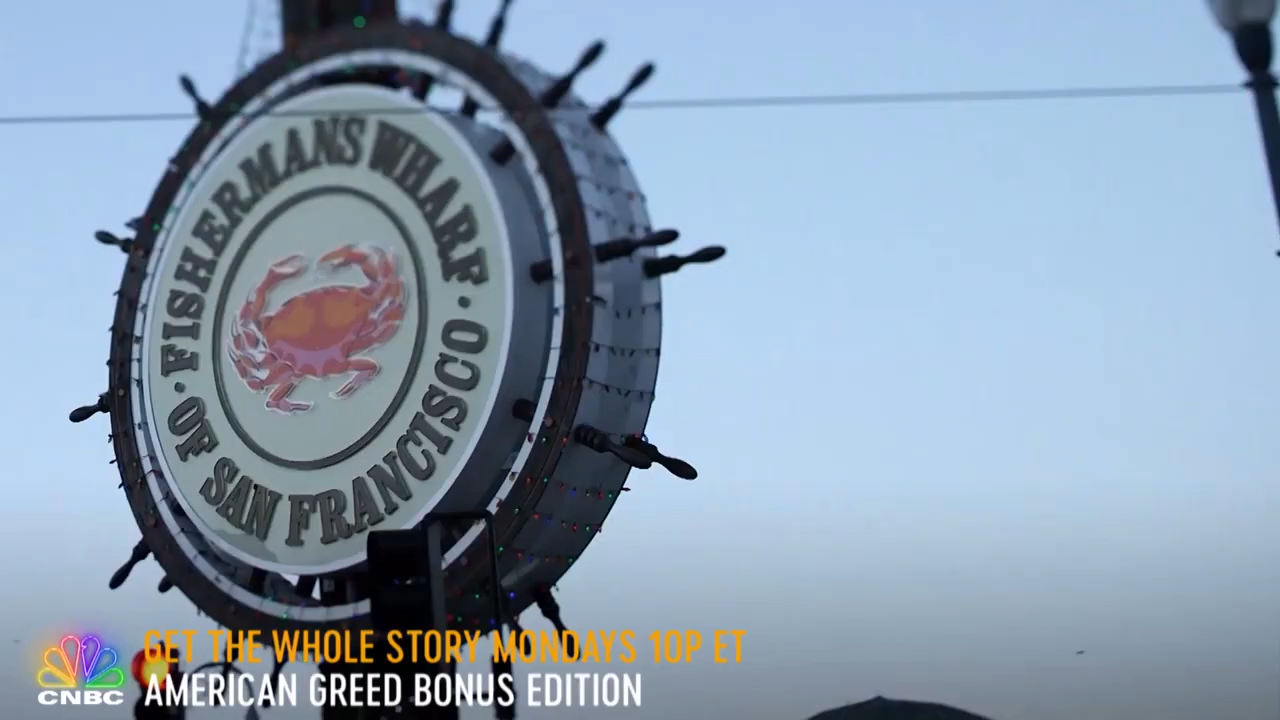 · FISHERMANS WHARF ·
OF SAN FRANCISCO
GET THE WHOLE STORY MONDAYS 10P ET
AMERICAN GREED BONUS EDITION
CNBC